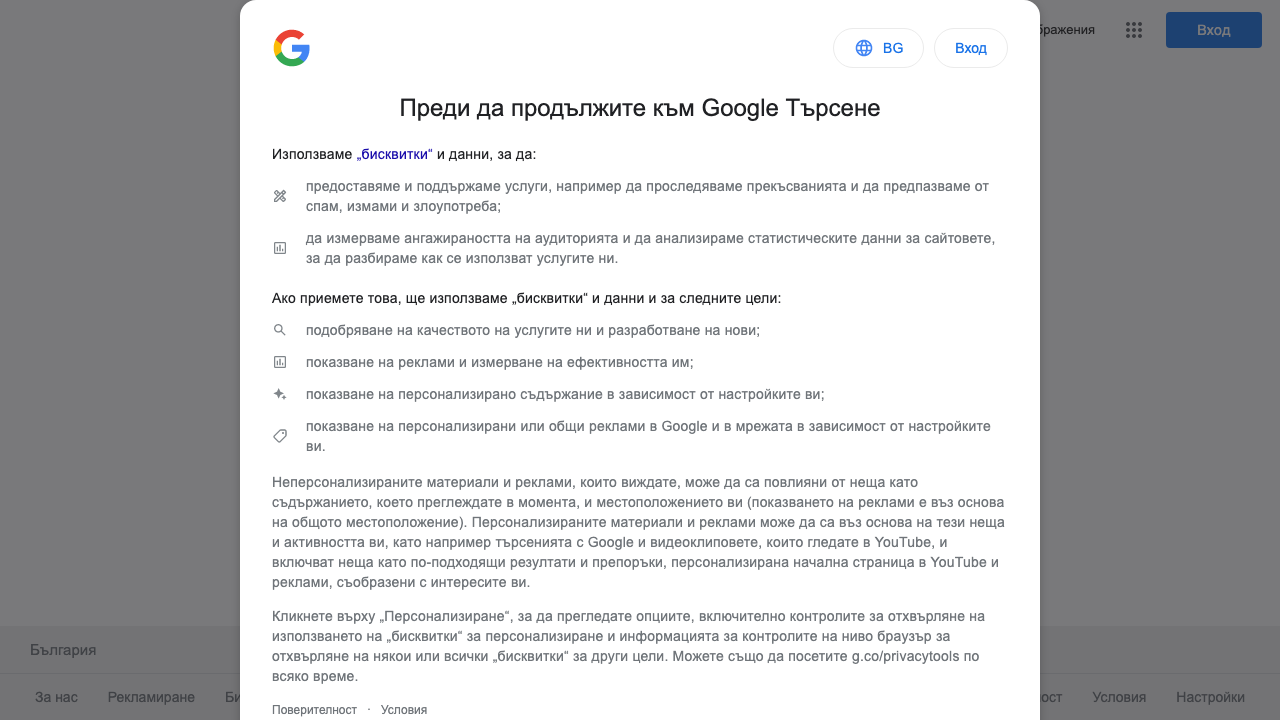 бражения
Вход
BG
Вход
Преди да продължите към Google Търсене
Използваме „бисквитки“ и данни, за да:
предоставяме и поддържаме услуги, например да проследяваме прекъсванията и да предпазваме от
спам, измами и злоупотреба;
да измерваме ангажираността на аудиторията и да анализираме статистическите данни за сайтовете,
за да разбираме как се използват услугите ни.
Ако приемете това, ще използваме „бисквитки“ и данни и за следните цели:
подобряване на качеството на услугите ни и разработване на нови;
показване на реклами и измерване на ефективността им;
показване на персонализирано съдържание в зависимост от настройките ви;
показване на персонализирани или общи реклами в Google и в мрежата в зависимост от настройките
ви.
Неперсонализираните материали и реклами, които виждате, може да са повлияни от неща като
съдържанието, което преглеждате в момента, и местоположението ви (показването на реклами е въз основа
на общото местоположение). Персонализираните материали и реклами може да са въз основа на тези неща
и активността ви, като например търсенията с Google и видеоклиповете, които гледате в YouTube, и
включват неща като по-подходящи резултати и препоръки, персонализирана начална страница в YouTube и
реклами, съобразени с интересите ви.
Кликнете върху „Персонализиране“, за да прегледате опциите, включително контролите за отхвърляне на
използването на „бисквитки“ за персонализиране и информацията за контролите на ниво браузър за
отхвърляне на някои или всички „бисквитки“ за други цели. Можете също да посетите g.co/privacytools по
всяко време.
Поверителност · Условия
България
За нас Рекламиране Би ост Условия Настройки